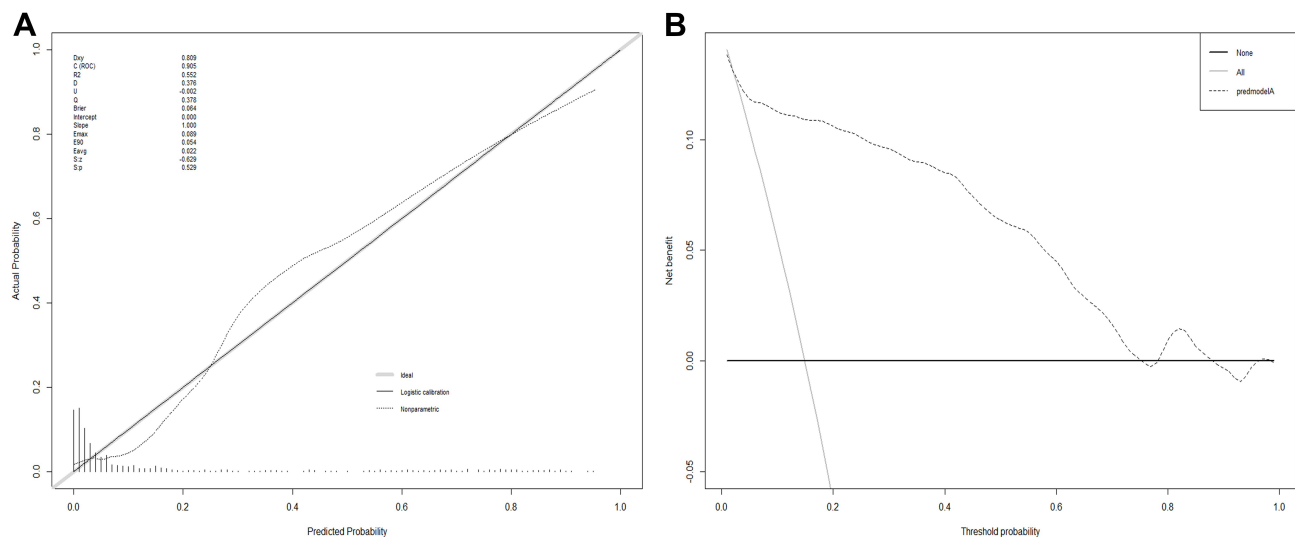 A
1.0
0.8
0.6
0.4
0.2
0.0
Actual Probability
Dxy 0.809
C (ROC) 0.905
R2 0.552
D 0.376
U -0.002
Q 0.378
Brier 0.064
Intercept 0.000
Slope 1.000
Emax 0.089
E90 0.054
Eavg 0.022
S:z -0.629
S:p 0.529
Ideal
Logistic calibration
Nonparametric
0.0 0.2 0.4 0.6 0.8 1.0
Predicted Probability
B
0.10
0.05
0.00
-0.05
Net benefit
None
All
predmodelA
0.0 0.2 0.4 0.6 0.8 1.0
Threshold probability